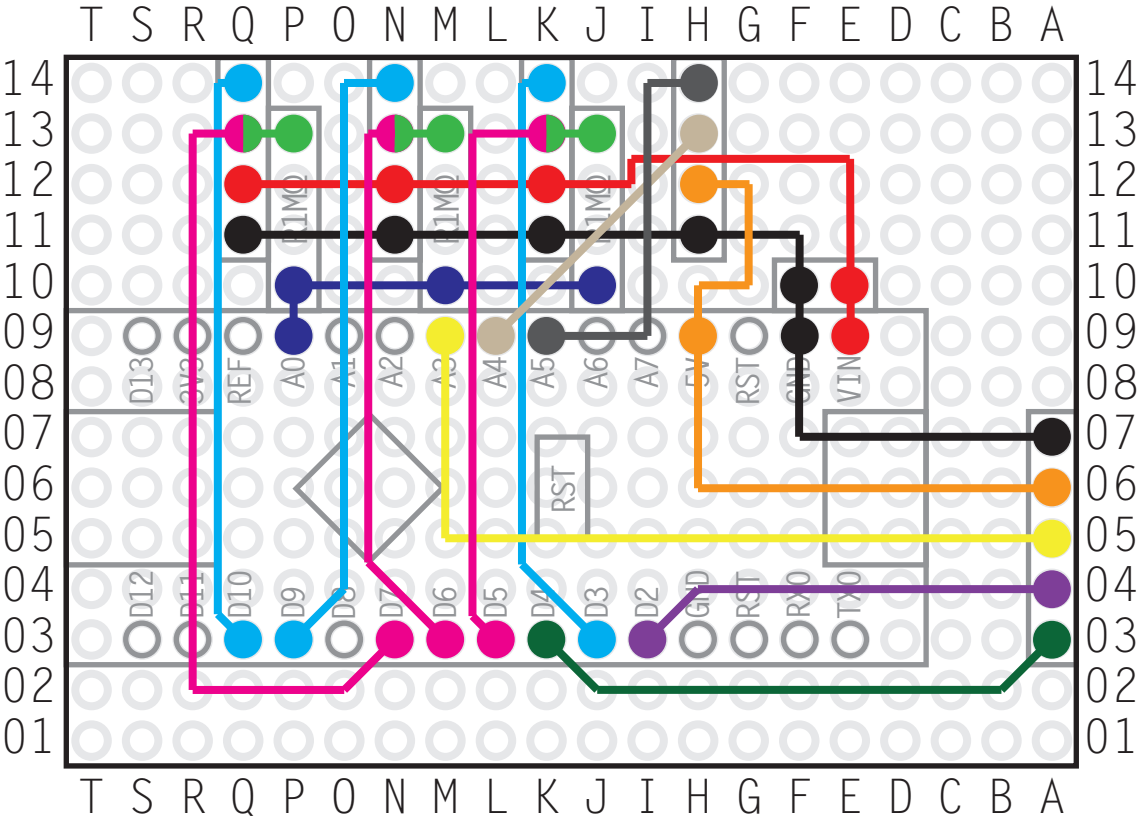 T S R Q P O N M L K J I H G F E D C B A
14 14
13 13
12 12
R1MΩ R1MΩ R1MΩ
11 11
10 10
09 09
D13 3V3 REF A0 A1 A2 A3 A4 A5 A6 A7 5V RST GND VIN
08 08
07 07
06 06
RST
05 05
04 04
D12 D11 D10 D9 D8 D7 D6 D5 D4 D3 D2 GND RST RX0 TX0
03 03
02 02
01 01
T S R Q P O N M L K J I H G F E D C B A